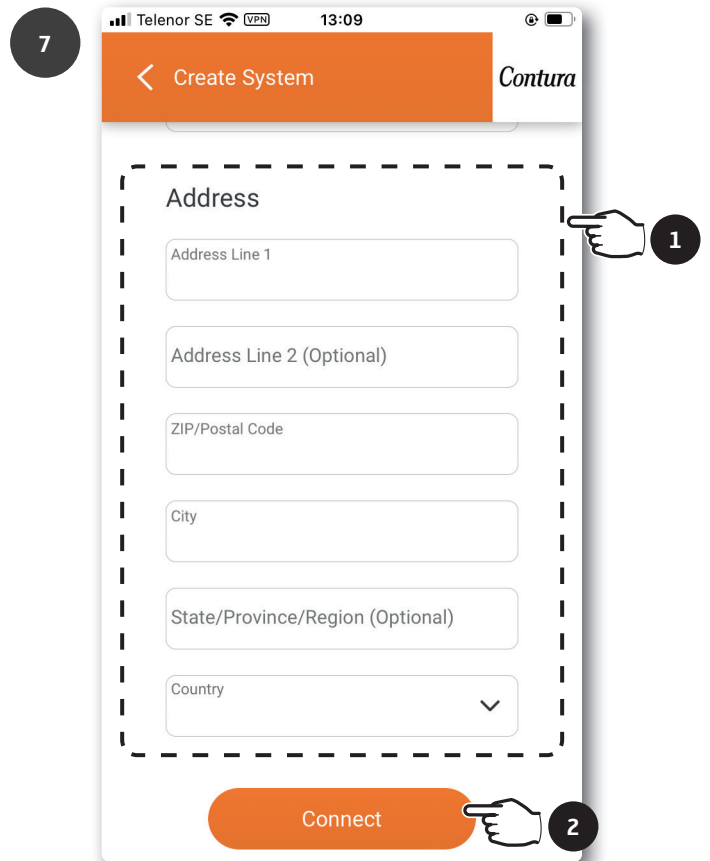 7
Telenor SE VPN 13:09
Create System
Contura
Address
Address Line 1
1
Address Line 2 (Optional)
ZIP/Postal Code
City
State/Province/Region (Optional)
Country
Connect
2